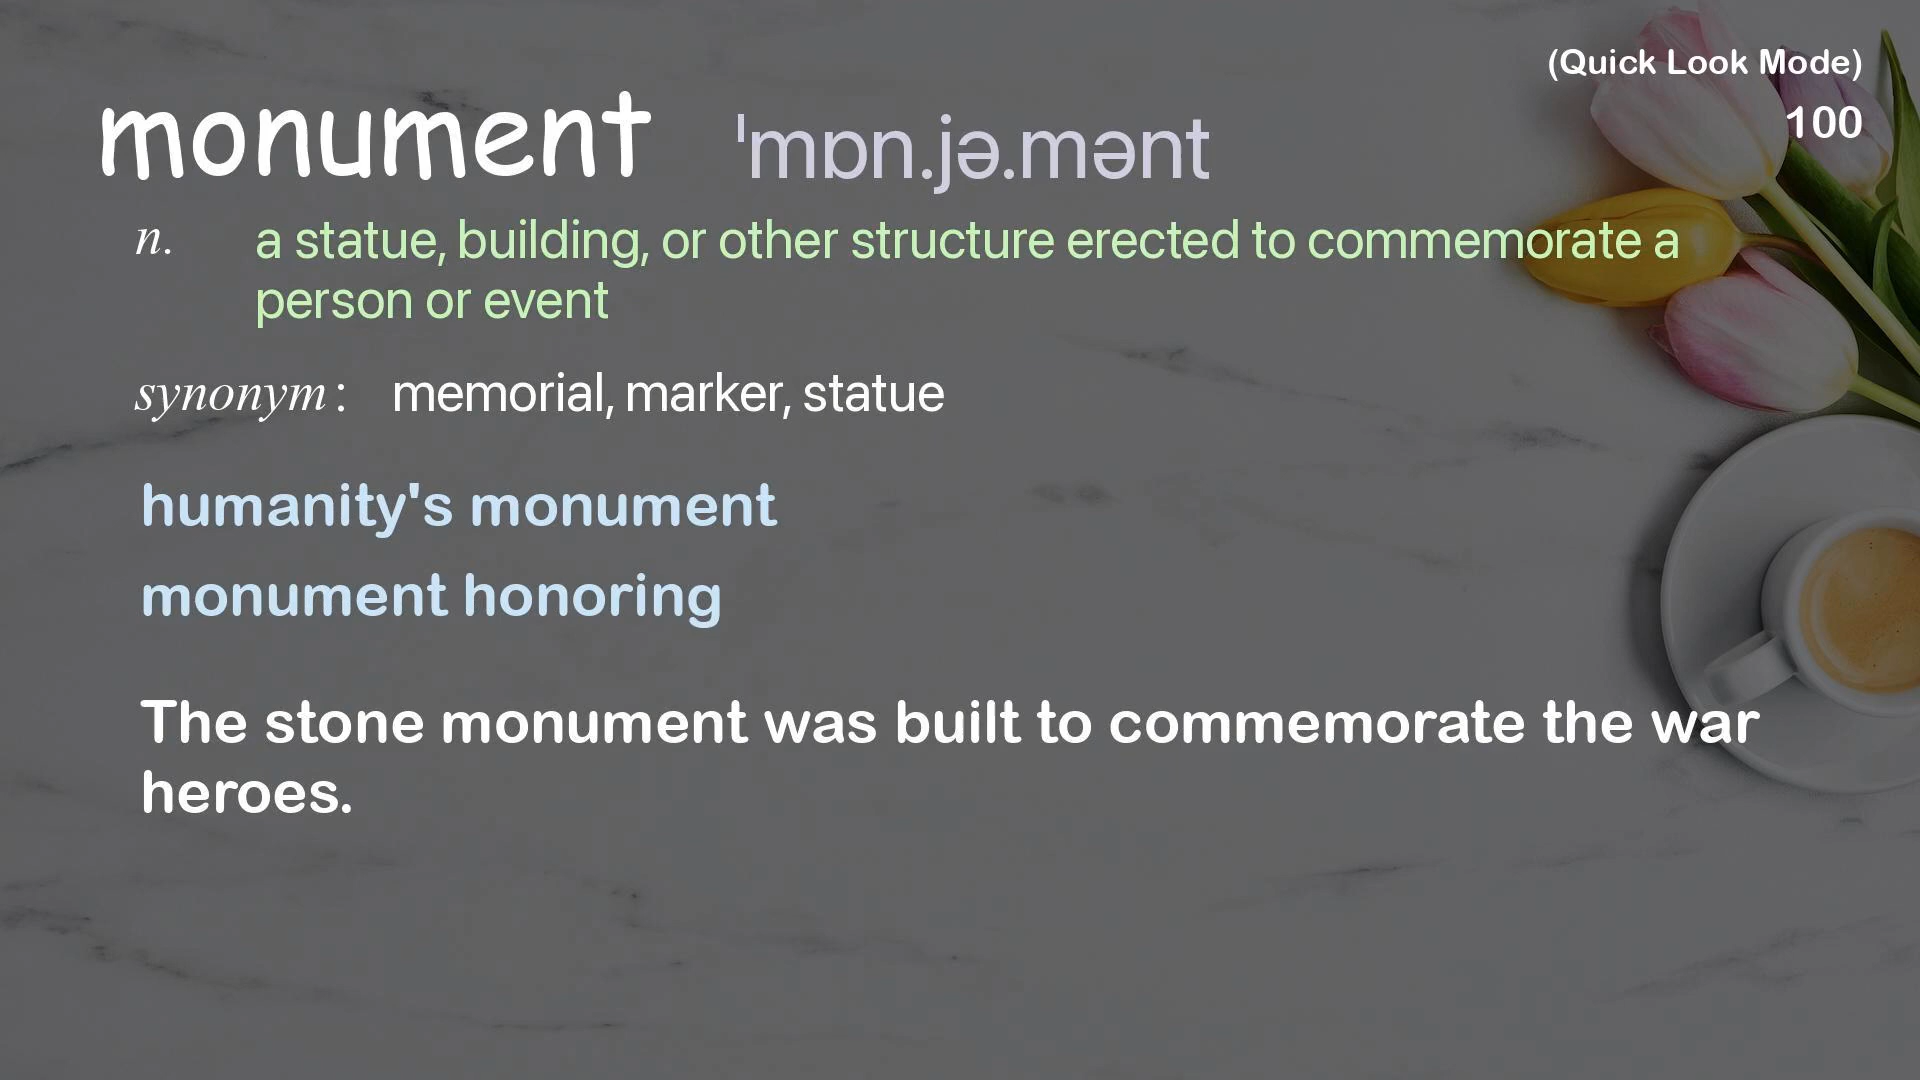 (Quick Look Mode)
100
monument ˈmɒn.jə.mənt
n. a statue, building, or other structure erected to commemorate a
person or event
synonym: memorial, marker, statue
humanity's monument
monument honoring
The stone monument was built to commemorate the war
heroes.